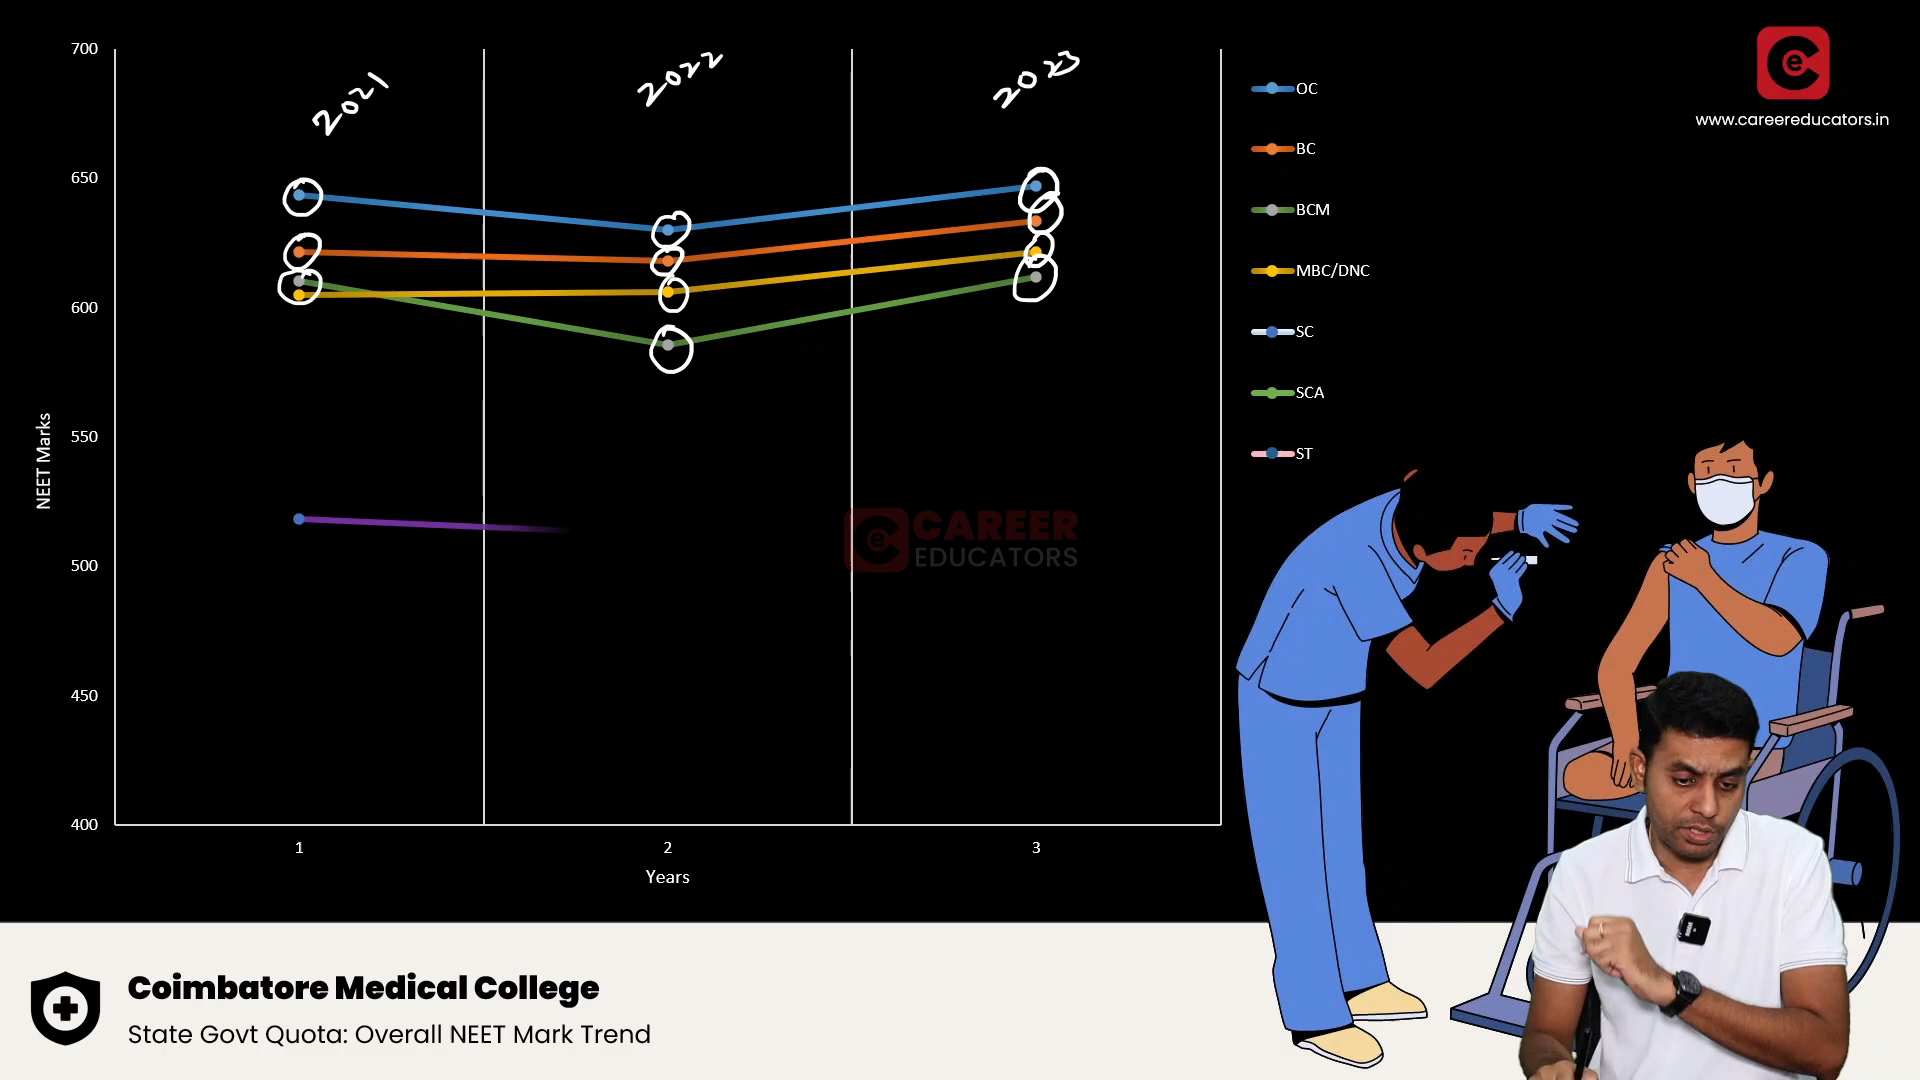 700
650
600
550
500
450
400
NEET Marks
2021
2022
2023
1
2
3
Years
OC
BC
BCM
MBC/DNC
SC
SCA
ST
e
www.careereducators.in
e
CAREER
EDUCATORS
Coimbatore Medical College
State Govt Quota: Overall NEET Mark Trend